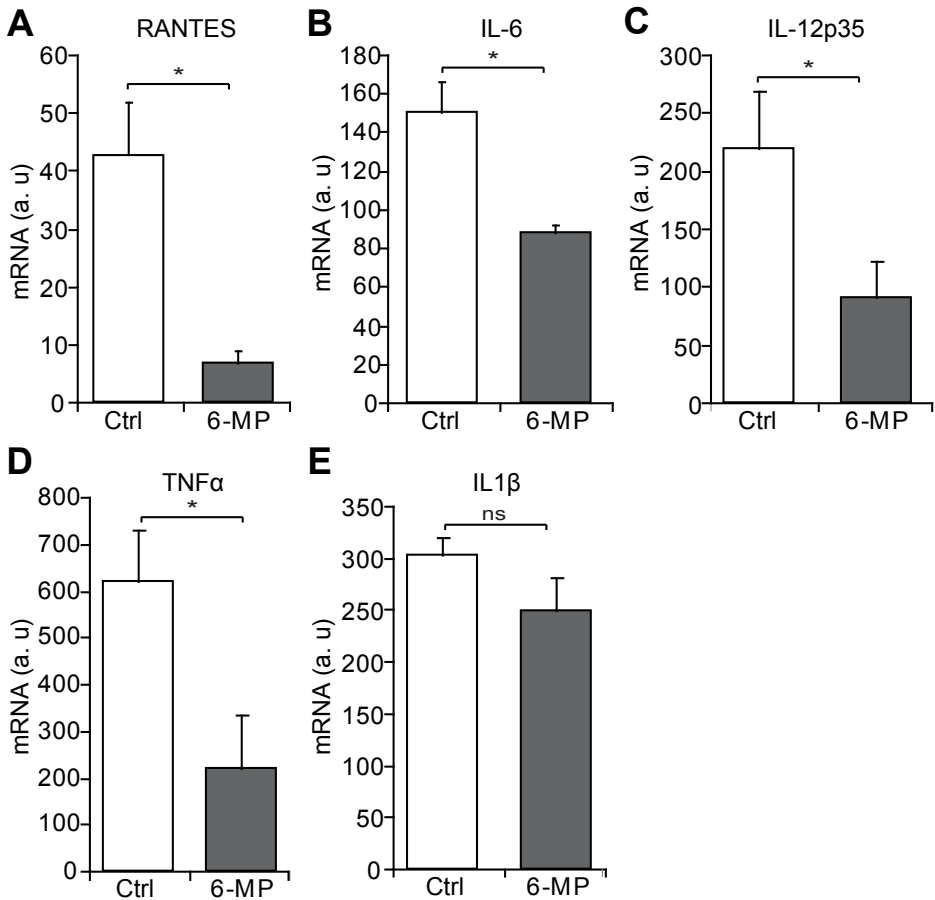 A RANTES
60
50
40
30
20
10
0
mRNA (a. u)
*
Ctrl 6-MP
B IL-6
180
160
140
120
100
80
60
40
20
0
mRNA (a. u)
*
Ctrl 6-MP
C IL-12p35
300
250
200
150
100
50
0
mRNA (a. u)
*
Ctrl 6-MP
D TNFα
800
700
600
500
400
300
200
100
0
mRNA (a. u)
*
Ctrl 6-MP
E IL1β
350
300
250
200
150
100
50
0
mRNA (a. u)
ns
Ctrl 6-MP